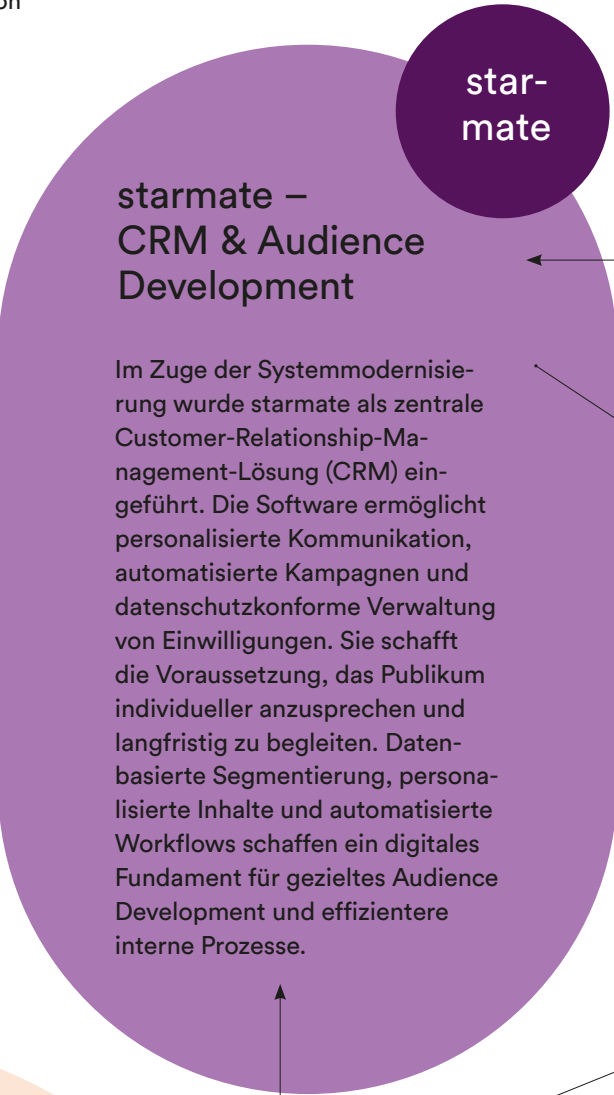 on
star-
mate
starmate –
CRM & Audience
Development
Im Zuge der Systemmodernisie-
rung wurde starmate als zentrale
Customer-Relationship-Ma-
nagement-Lösung (CRM) ein-
geführt. Die Software ermöglicht
personalisierte Kommunikation,
automatisierte Kampagnen und
datenschutzkonforme Verwaltung
von Einwilligungen. Sie schafft
die Voraussetzung, das Publikum
individueller anzusprechen und
langfristig zu begleiten. Daten-
basierte Segmentierung, persona-
lisierte Inhalte und automatisierte
Workflows schaffen ein digitales
Fundament für gezieltes Audience
Development und effizientere
interne Prozesse.